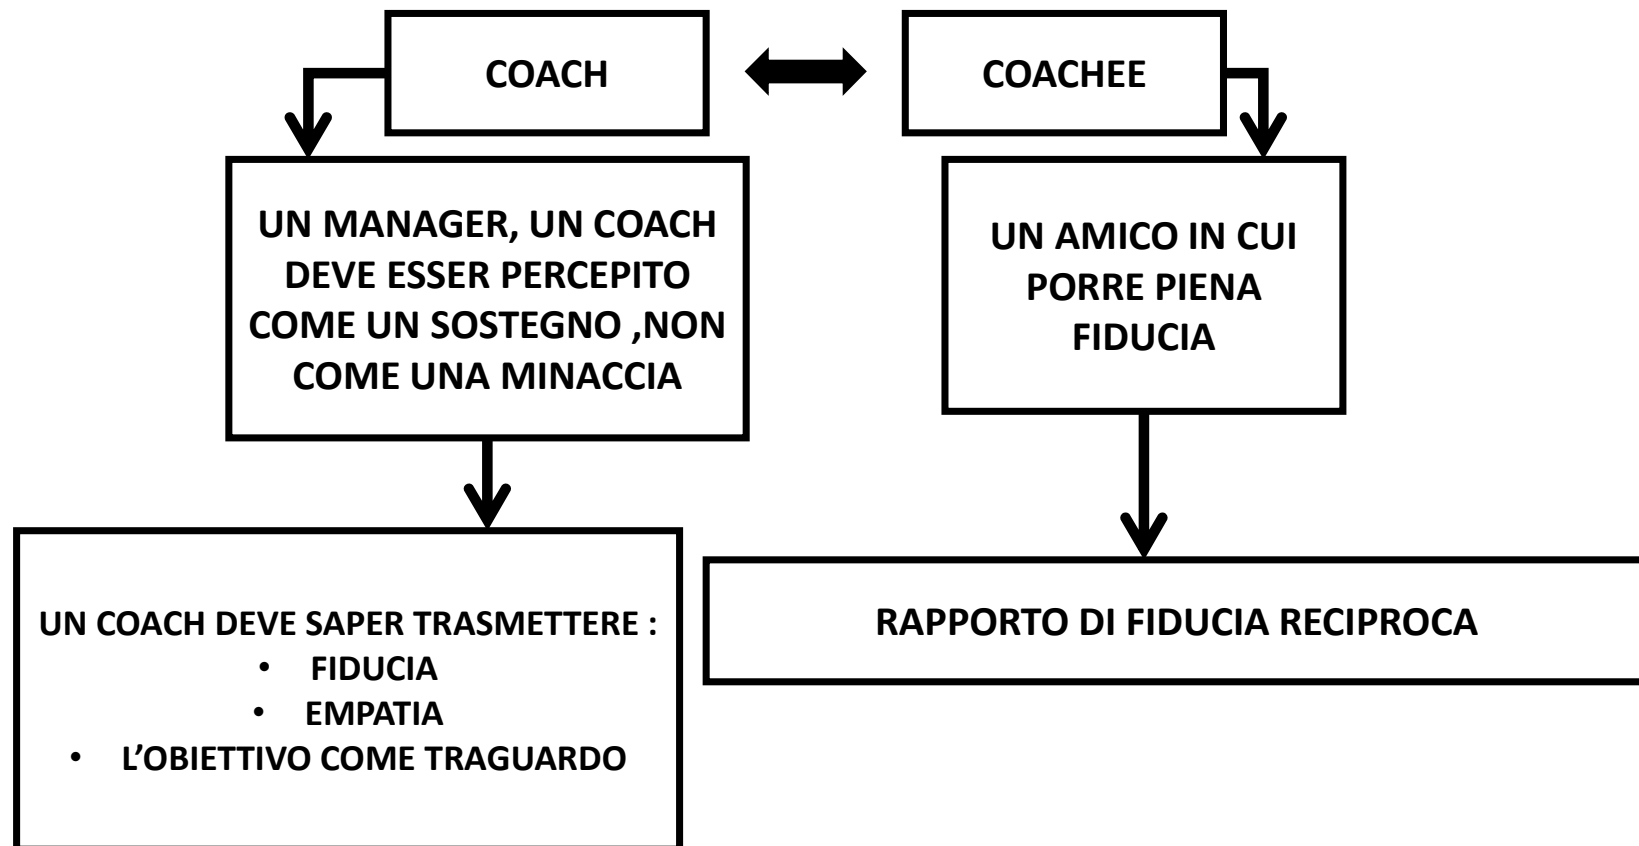 COACH
COACHEE
UN MANAGER, UN COACH
DEVE ESSER PERCEPITO
COME UN SOSTEGNO ,NON
COME UNA MINACCIA
UN AMICO IN CUI
PORRE PIENA
FIDUCIA
UN COACH DEVE SAPER TRASMETTERE :
• FIDUCIA
• EMPATIA
• L’OBIETTIVO COME TRAGUARDO
RAPPORTO DI FIDUCIA RECIPROCA